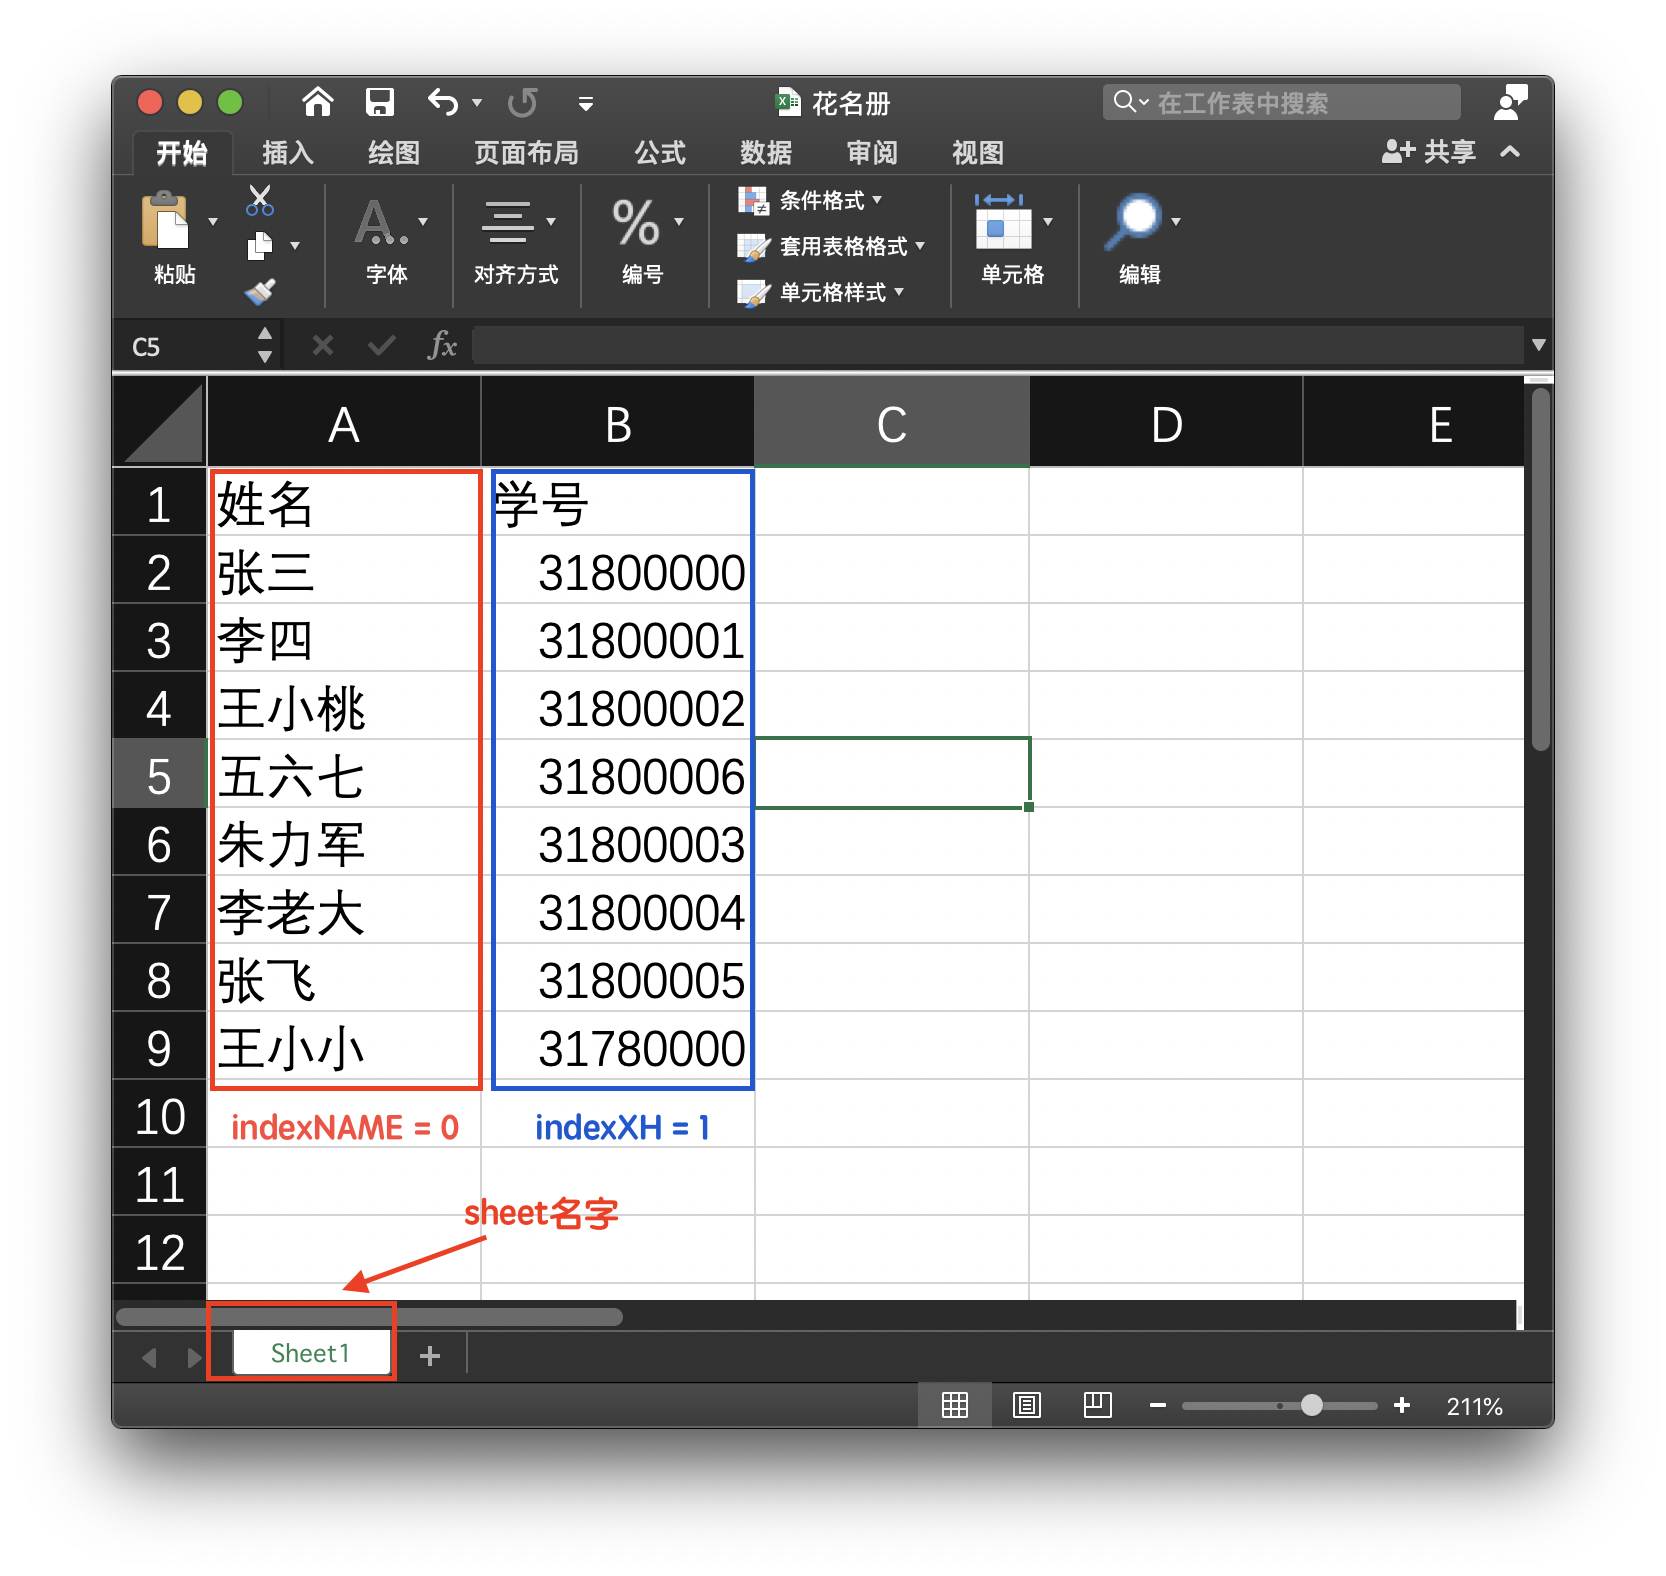 花名册
在工作表中搜索
开始 插入 绘图 页面布局 公式 数据 审阅 视图 共享
粘贴 字体 对齐方式 % 编号 条件格式 套用表格格式 单元格样式 单元格 编辑
C5 fx
A B C D E
1 姓名 学号
2 张三 31800000
3 李四 31800001
4 王小桃 31800002
5 五六七 31800006
6 朱力军 31800003
7 李老大 31800004
8 张飞 31800005
9 王小小 31780000
10 indexNAME = 0 indexXH = 1
11
sheet名字
12
Sheet1 +
211%